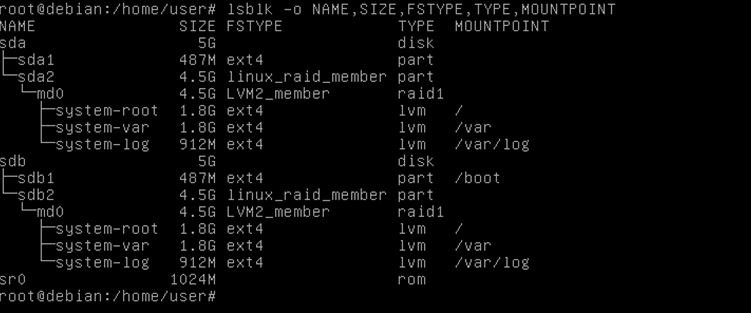 root@debian:/home/user# lsblk -o NAME,SIZE,FSTYPE,TYPE,MOUNTPOINT
NAME                SIZE FSTYPE            TYPE  MOUNTPOINT
sda                   5G                   disk
├─sda1              487M ext4              part
└─sda2              4.5G linux_raid_member part
  └─md0             4.5G LVM2_member       raid1
    ├─system-root   1.8G ext4              lvm   /
    ├─system-var    1.8G ext4              lvm   /var
    └─system-log    912M ext4              lvm   /var/log
sdb                   5G                   disk
├─sdb1              487M ext4              part  /boot
└─sdb2              4.5G linux_raid_member part
  └─md0             4.5G LVM2_member       raid1
    ├─system-root   1.8G ext4              lvm   /
    ├─system-var    1.8G ext4              lvm   /var
    └─system-log    912M ext4              lvm   /var/log
sr0                1024M                   rom
root@debian:/home/user#